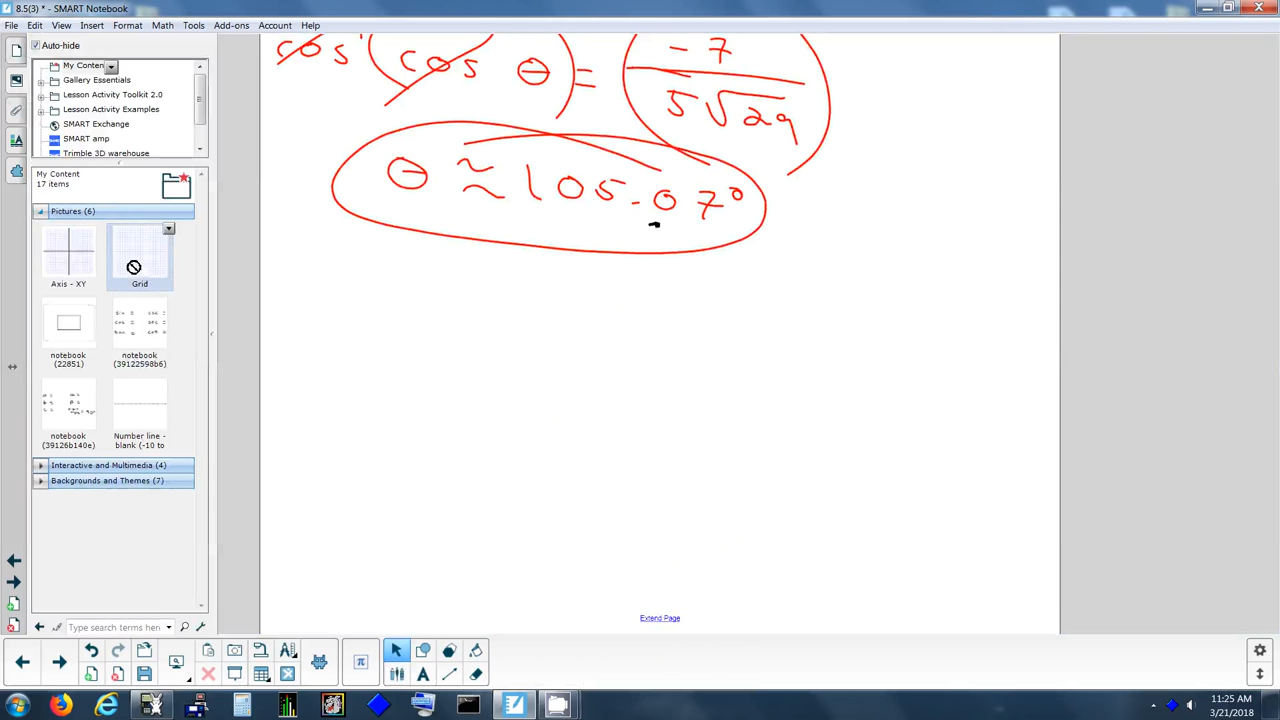 8.5(3) * - SMART Notebook
File Edit View Insert Format Math Tools Add-ons Account Help
Auto-hide
My Content
Gallery Essentials
Lesson Activity Toolkit 2.0
Lesson Activity Examples
SMART Exchange
SMART amp
Trimble 3D warehouse
My Content
17 items
Pictures (6)
Axis - XY
Grid
notebook
(22851)
notebook
(39122598b6)
notebook
(39126b140e)
Number line -
blank (-10 to
Interactive and Multimedia (4)
Backgrounds and Themes (7)
Type search terms her
cos ( cos θ ) = ( -7
5√29 )
θ ≈ 105.07°
Extend Page
π
A
11:25 AM
3/21/2018